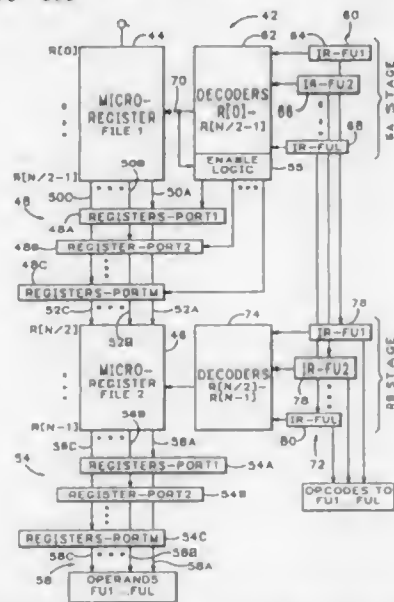 44
42
60
62
64
R[0]
IR-FU1
70
MICRO-
REGISTER
FILE 1
DECODERS
R[0]-
R[N/2-1]
IR-FU2
66
68
IR-FUL
ENABLE
LOGIC
55
R[N/2-1]
50B
50C
50A
48
REGISTERS-PORT1
48A
REGISTER-PORT2
48B
48C
REGISTERS-PORTM
52C
52A
52B
46
74
78
R[N/2]
IR-FU1
MICRO-
REGISTER
FILE 2
DECODERS
R[N/2]-
R[N-1]
IR-FU2
78
RB STAGE
IR-FUL
80
72
R[N-1]
56B
56C
56A
54
REGISTERS-PORT1
54A
REGISTER-PORT2
54B
REGISTERS-PORTM
54C
OPCODES TO
FU1 ...FUL
58C
58B
58A
58
OPERANDS
FU1 ..FUL